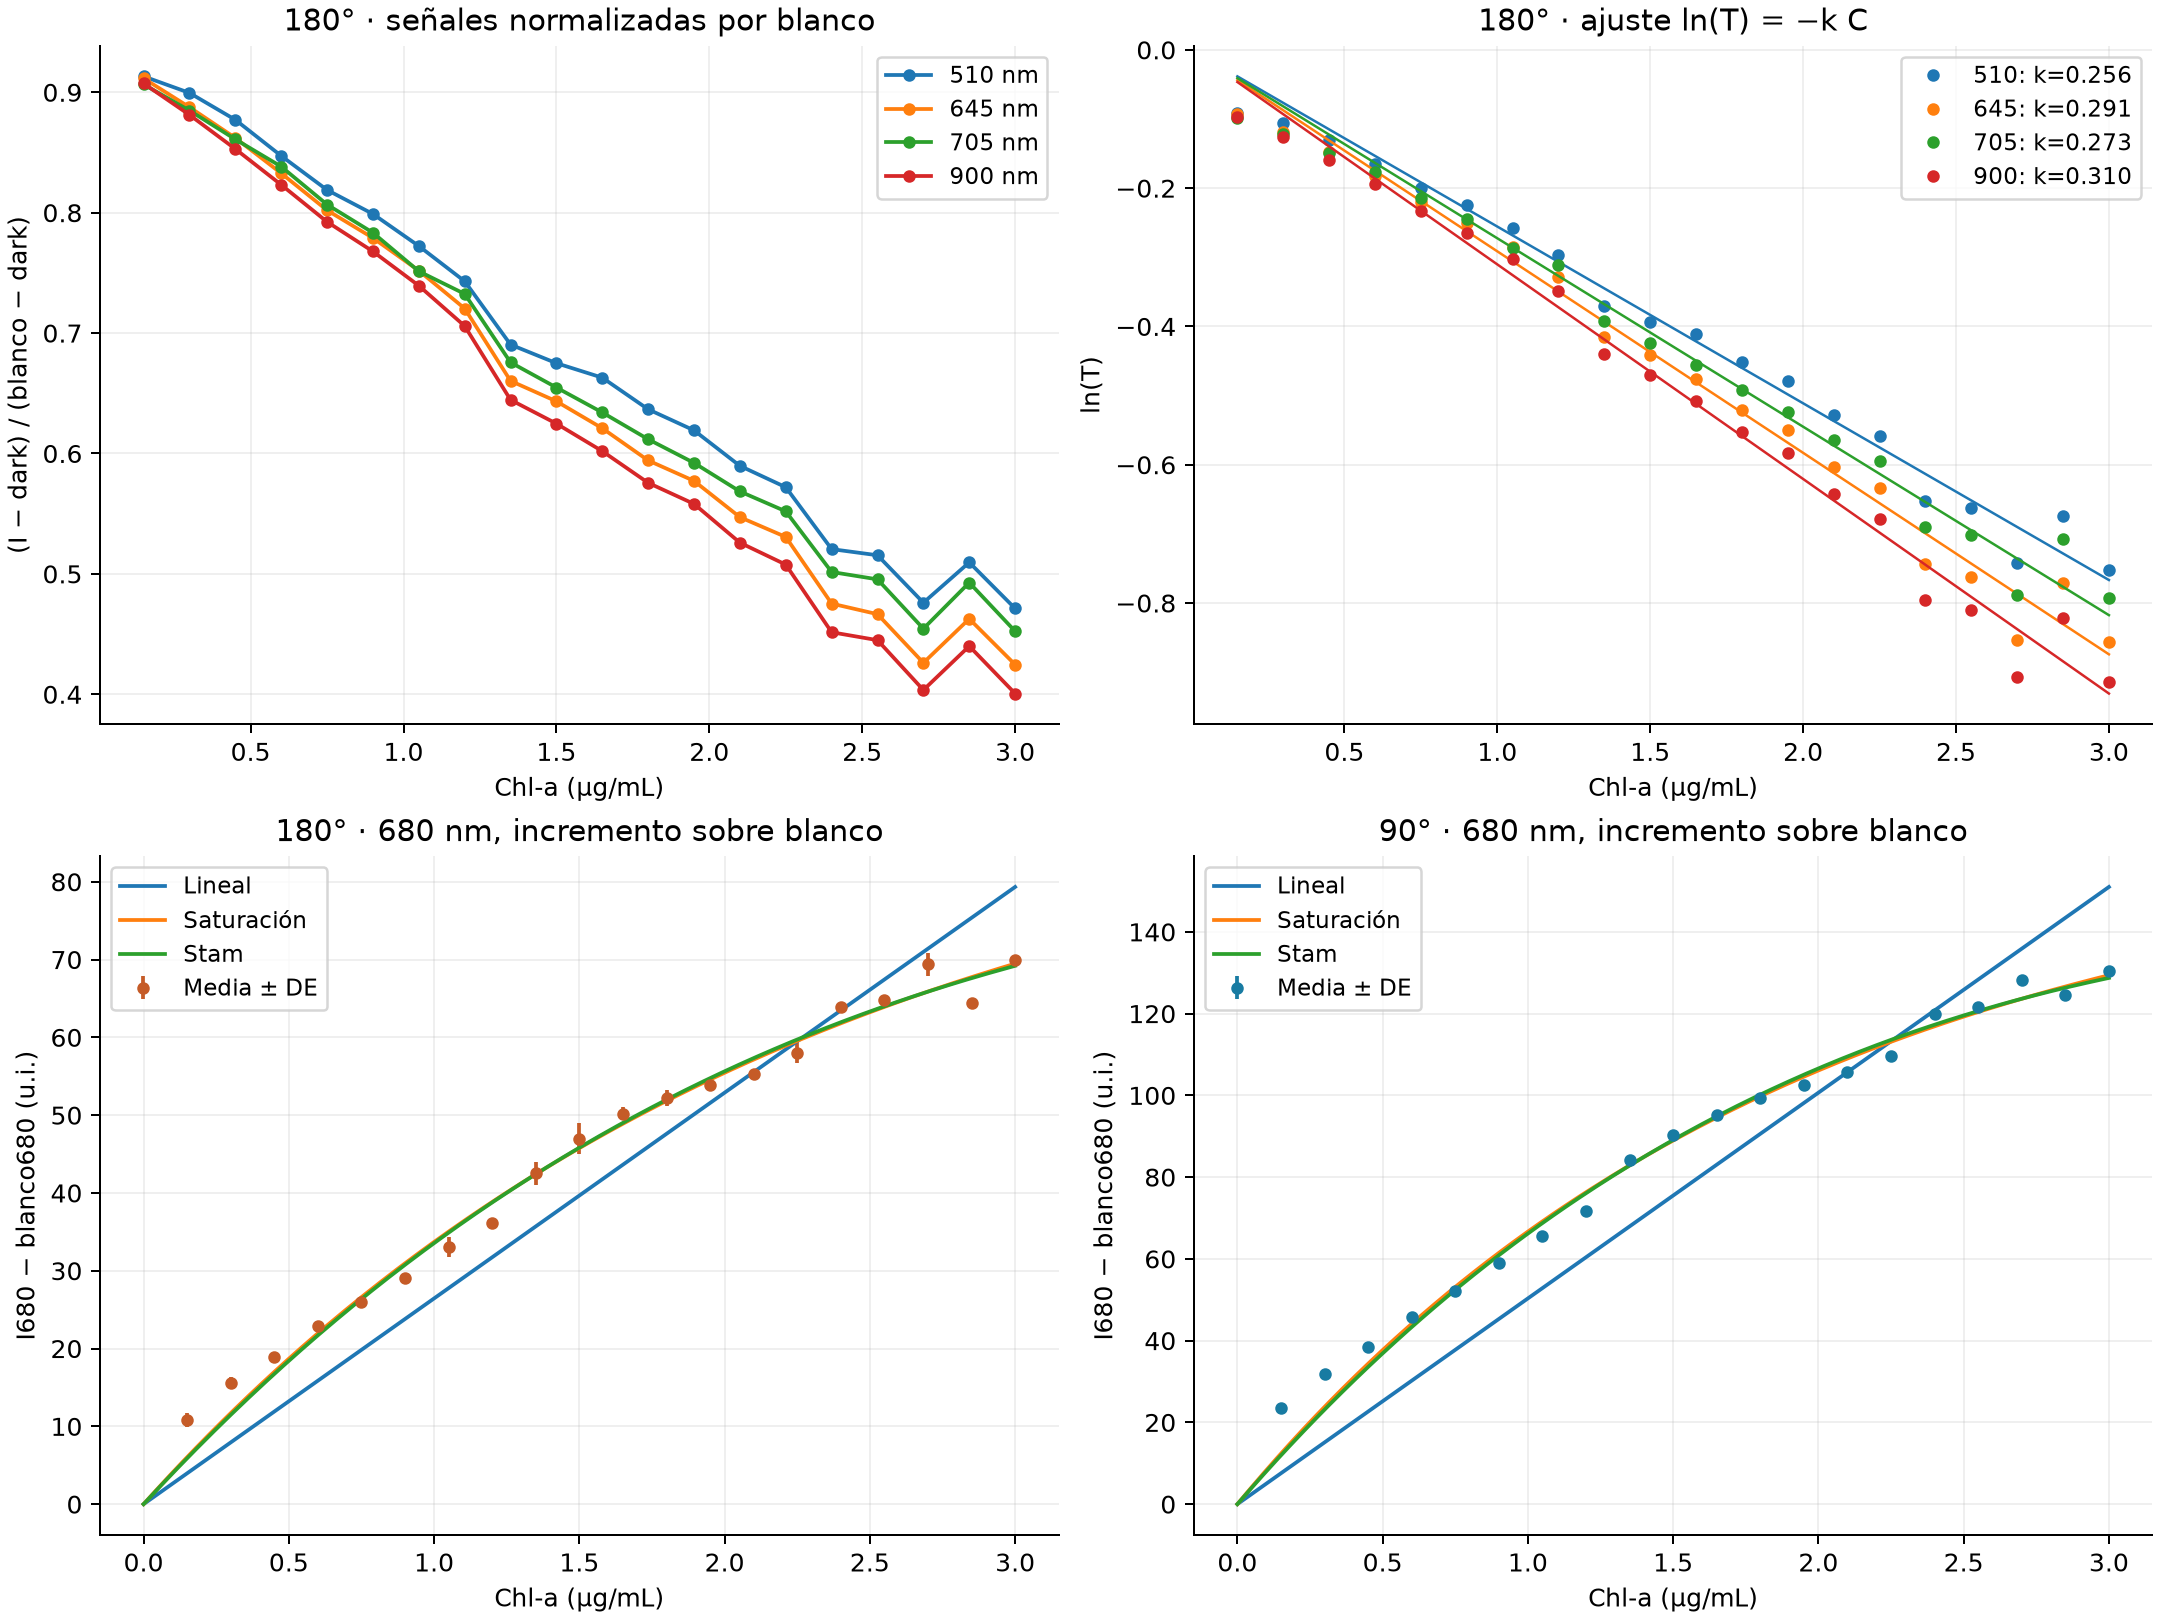 180° · señales normalizadas por blanco
(I − dark) / (blanco − dark)
0.9
0.8
0.7
0.6
0.5
0.4
510 nm
645 nm
705 nm
900 nm
0.5 1.0 1.5 2.0 2.5 3.0
Chl-a (µg/mL)
180° · ajuste ln(T) = −k C
ln(T)
0.0
−0.2
−0.4
−0.6
−0.8
510: k=0.256
645: k=0.291
705: k=0.273
900: k=0.310
0.5 1.0 1.5 2.0 2.5 3.0
Chl-a (µg/mL)
180° · 680 nm, incremento sobre blanco
I680 − blanco680 (u.i.)
80
70
60
50
40
30
20
10
0
Lineal
Saturación
Stam
Media ± DE
0.0 0.5 1.0 1.5 2.0 2.5 3.0
Chl-a (µg/mL)
90° · 680 nm, incremento sobre blanco
I680 − blanco680 (u.i.)
140
120
100
80
60
40
20
0
Lineal
Saturación
Stam
Media ± DE
0.0 0.5 1.0 1.5 2.0 2.5 3.0
Chl-a (µg/mL)